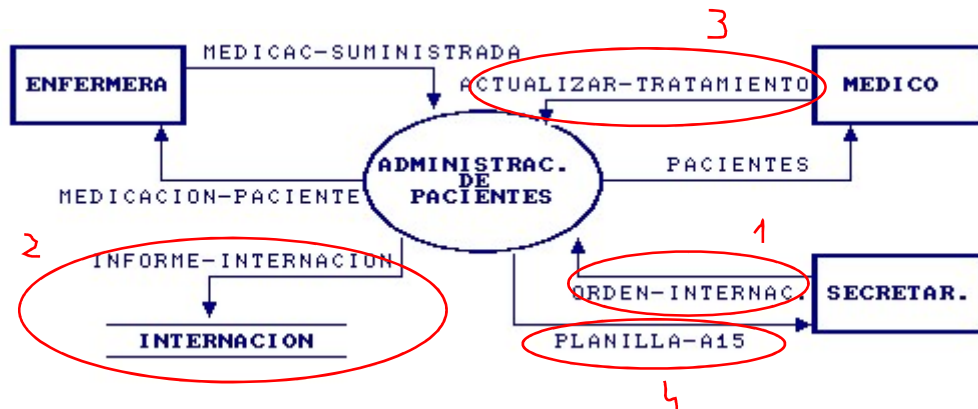 3
MEDICAC-SUMINISTRADA
ENFERMERA
ACTUALIZAR-TRATAMIENTO
MEDICO
ADMINISTRAC.
DE
PACIENTES
PACIENTES
MEDICACION-PACIENTE
2
1
INFORME-INTERNACION
ORDEN-INTERNAC.
SECRETAR.
INTERNACION
PLANILLA-A15
4